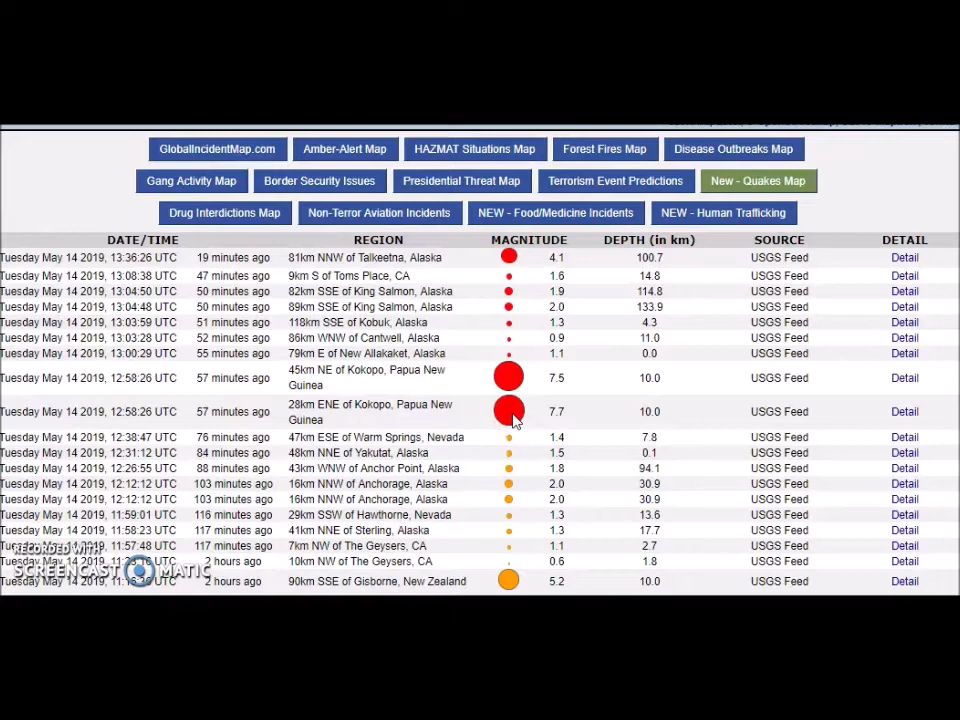 GlobalIncidentMap.com Amber-Alert Map HAZMAT Situations Map Forest Fires Map Disease Outbreaks Map
Gang Activity Map Border Security Issues Presidential Threat Map Terrorism Event Predictions New - Quakes Map
Drug Interdictions Map Non-Terror Aviation Incidents NEW - Food/Medicine Incidents NEW - Human Trafficking
DATE/TIME REGION MAGNITUDE DEPTH (in km) SOURCE DETAIL
Tuesday May 14 2019, 13:36:26 UTC 19 minutes ago 81km NNW of Talkeetna, Alaska 4.1 100.7 USGS Feed Detail
Tuesday May 14 2019, 13:08:38 UTC 47 minutes ago 9km S of Toms Place, CA 1.6 14.8 USGS Feed Detail
Tuesday May 14 2019, 13:04:50 UTC 50 minutes ago 82km SSE of King Salmon, Alaska 1.9 114.8 USGS Feed Detail
Tuesday May 14 2019, 13:04:48 UTC 50 minutes ago 89km SSE of King Salmon, Alaska 2.0 133.9 USGS Feed Detail
Tuesday May 14 2019, 13:03:59 UTC 51 minutes ago 118km SSE of Kobuk, Alaska 1.3 4.3 USGS Feed Detail
Tuesday May 14 2019, 13:03:28 UTC 52 minutes ago 86km WNW of Cantwell, Alaska 0.9 11.0 USGS Feed Detail
Tuesday May 14 2019, 13:00:29 UTC 55 minutes ago 79km E of New Allakaket, Alaska 1.1 0.0 USGS Feed Detail
Tuesday May 14 2019, 12:58:26 UTC 57 minutes ago 45km NE of Kokopo, Papua New
Guinea 7.5 10.0 USGS Feed Detail
Tuesday May 14 2019, 12:58:26 UTC 57 minutes ago 28km ENE of Kokopo, Papua New
Guinea 7.7 10.0 USGS Feed Detail
Tuesday May 14 2019, 12:38:47 UTC 76 minutes ago 47km ESE of Warm Springs, Nevada 1.4 7.8 USGS Feed Detail
Tuesday May 14 2019, 12:31:12 UTC 84 minutes ago 48km NNE of Yakutat, Alaska 1.5 0.1 USGS Feed Detail
Tuesday May 14 2019, 12:26:55 UTC 88 minutes ago 43km WNW of Anchor Point, Alaska 1.8 94.1 USGS Feed Detail
Tuesday May 14 2019, 12:12:12 UTC 103 minutes ago 16km NNW of Anchorage, Alaska 2.0 30.9 USGS Feed Detail
Tuesday May 14 2019, 12:12:12 UTC 103 minutes ago 16km NNW of Anchorage, Alaska 2.0 30.9 USGS Feed Detail
Tuesday May 14 2019, 11:59:01 UTC 116 minutes ago 29km SSW of Hawthorne, Nevada 1.3 13.6 USGS Feed Detail
Tuesday May 14 2019, 11:58:23 UTC 117 minutes ago 41km NNE of Sterling, Alaska 1.3 17.7 USGS Feed Detail
Tuesday May 14 2019, 11:57:48 UTC 117 minutes ago 7km NW of The Geysers, CA 1.1 2.7 USGS Feed Detail
Tuesday May 14 2019, UTC 2 hours ago 10km NW of The Geysers, CA 0.6 1.8 USGS Feed Detail
Tuesday May 14 2019, UTC 2 hours ago 90km SSE of Gisborne, New Zealand 5.2 10.0 USGS Feed Detail
RECORDED WITH
SCREENCAST MATIC